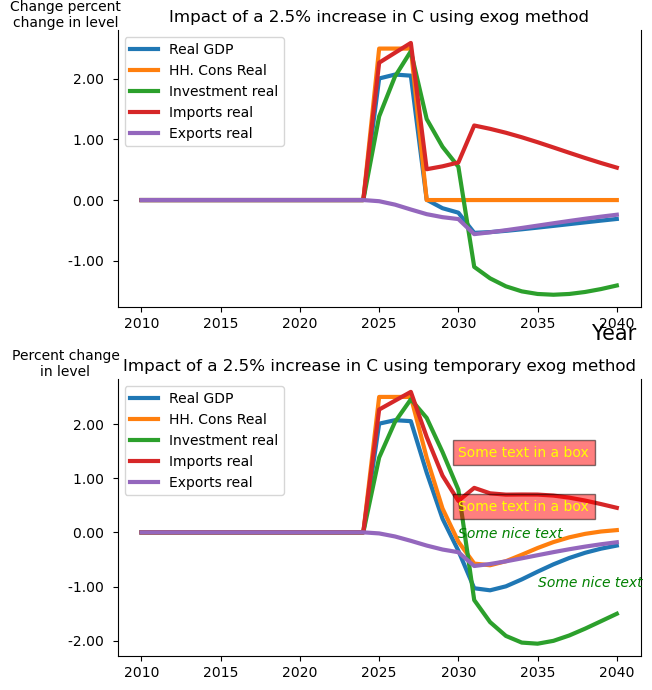 Change percent
change in level
Impact of a 2.5% increase in C using exog method
Real GDP
HH. Cons Real
Investment real
Imports real
Exports real
2.00
1.00
0.00
-1.00
2010 2015 2020 2025 2030 2035 2040
Year
Percent change
in level
Impact of a 2.5% increase in C using temporary exog method
Real GDP
HH. Cons Real
Investment real
Imports real
Exports real
2.00
1.00
0.00
-1.00
-2.00
Some text in a box
Some text in a box
Some nice text
Some nice text
2010 2015 2020 2025 2030 2035 2040